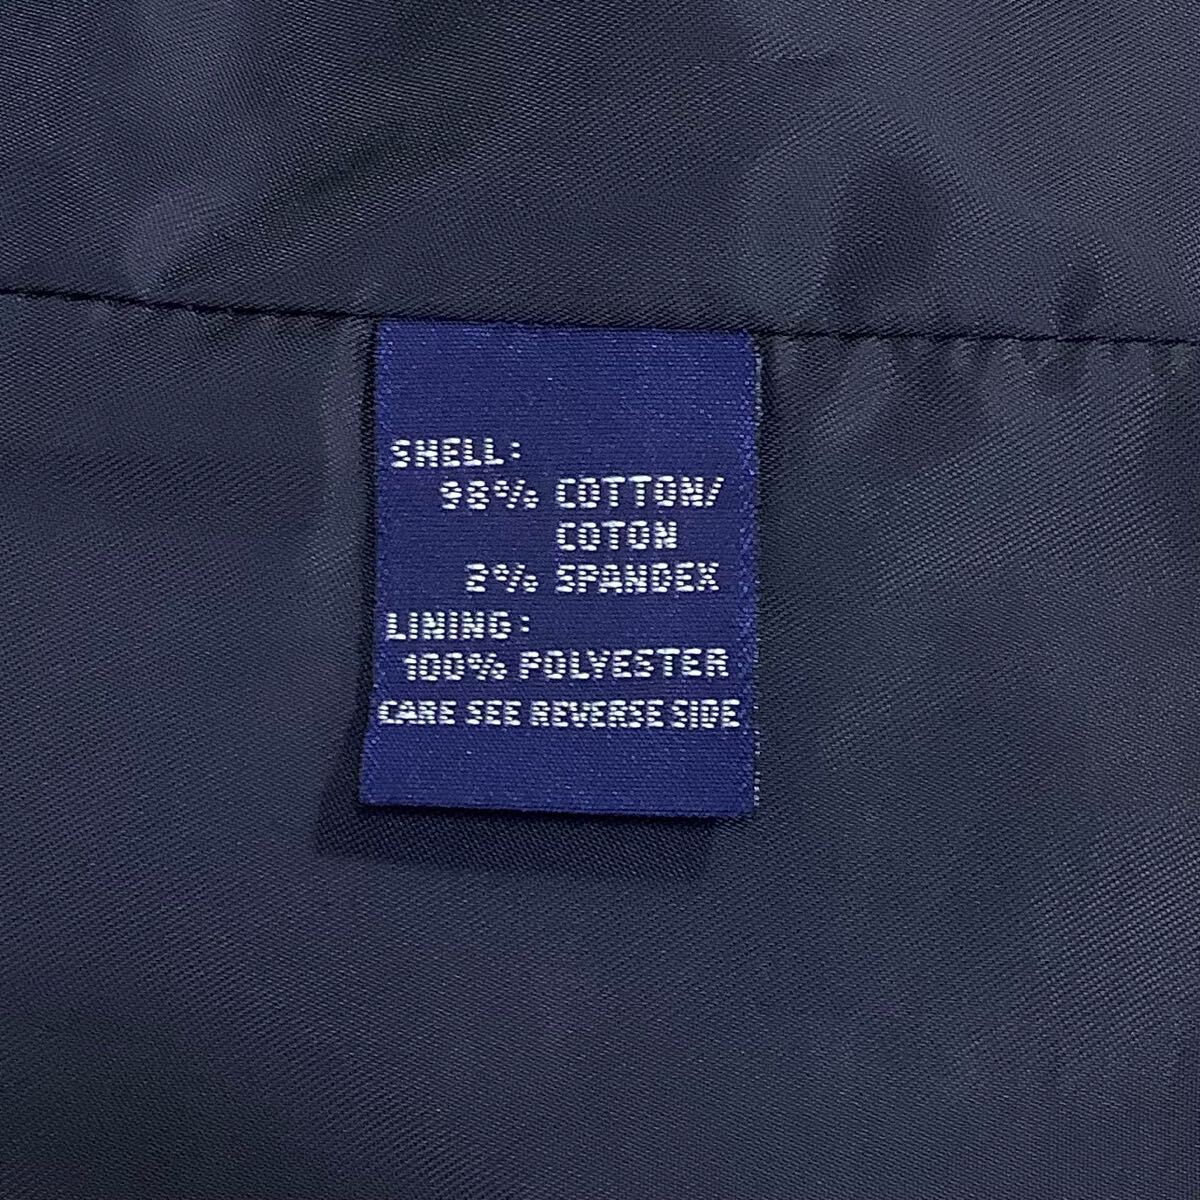 SHELL:
98% COTTON/
COTON
2% SPANDEX
LINING:
100% POLYESTER
CARE SEE REVERSE SIDE